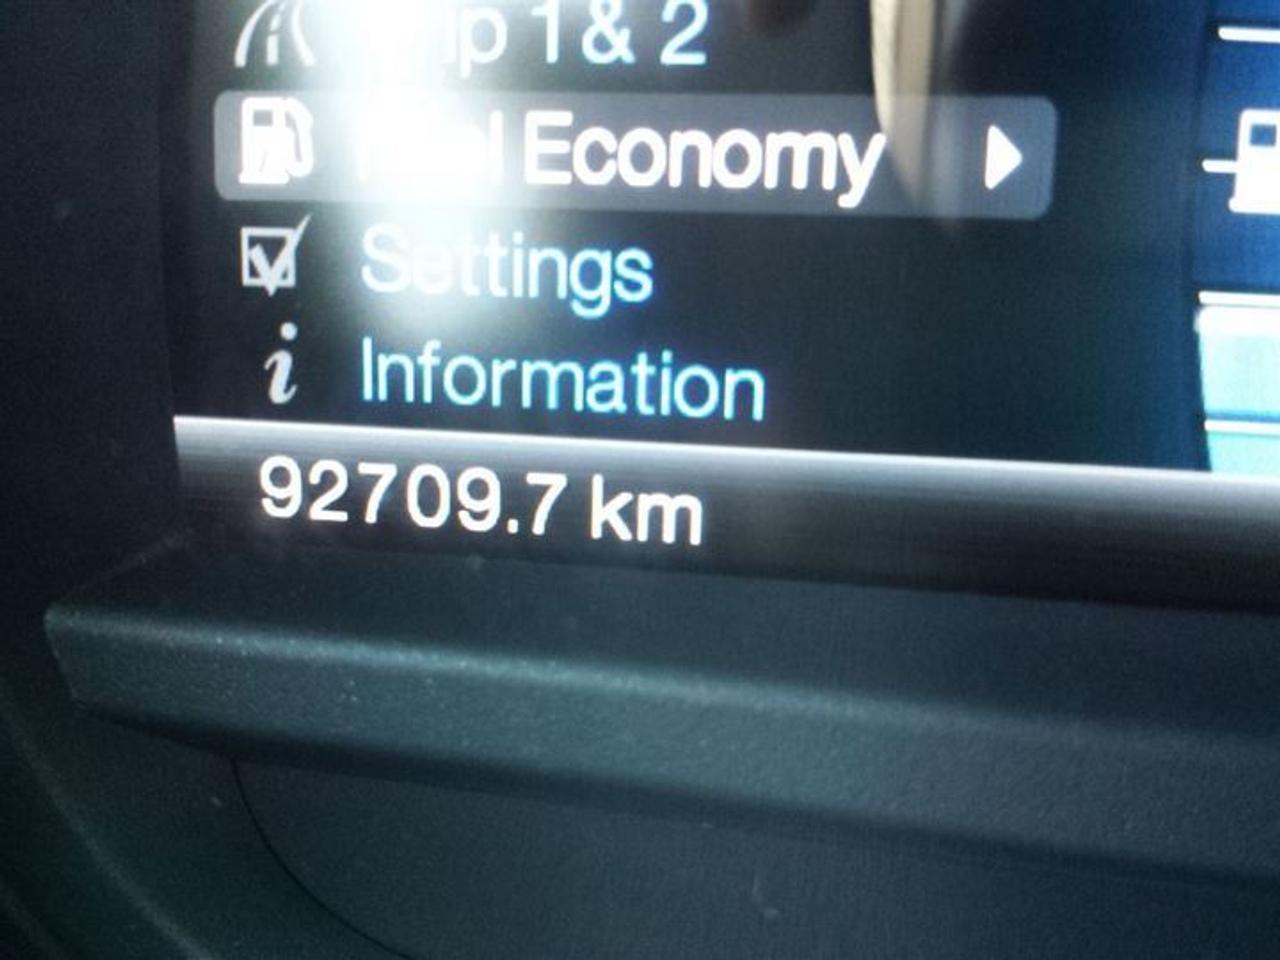 1 & 2
Economy
Settings
Information
92709.7 km